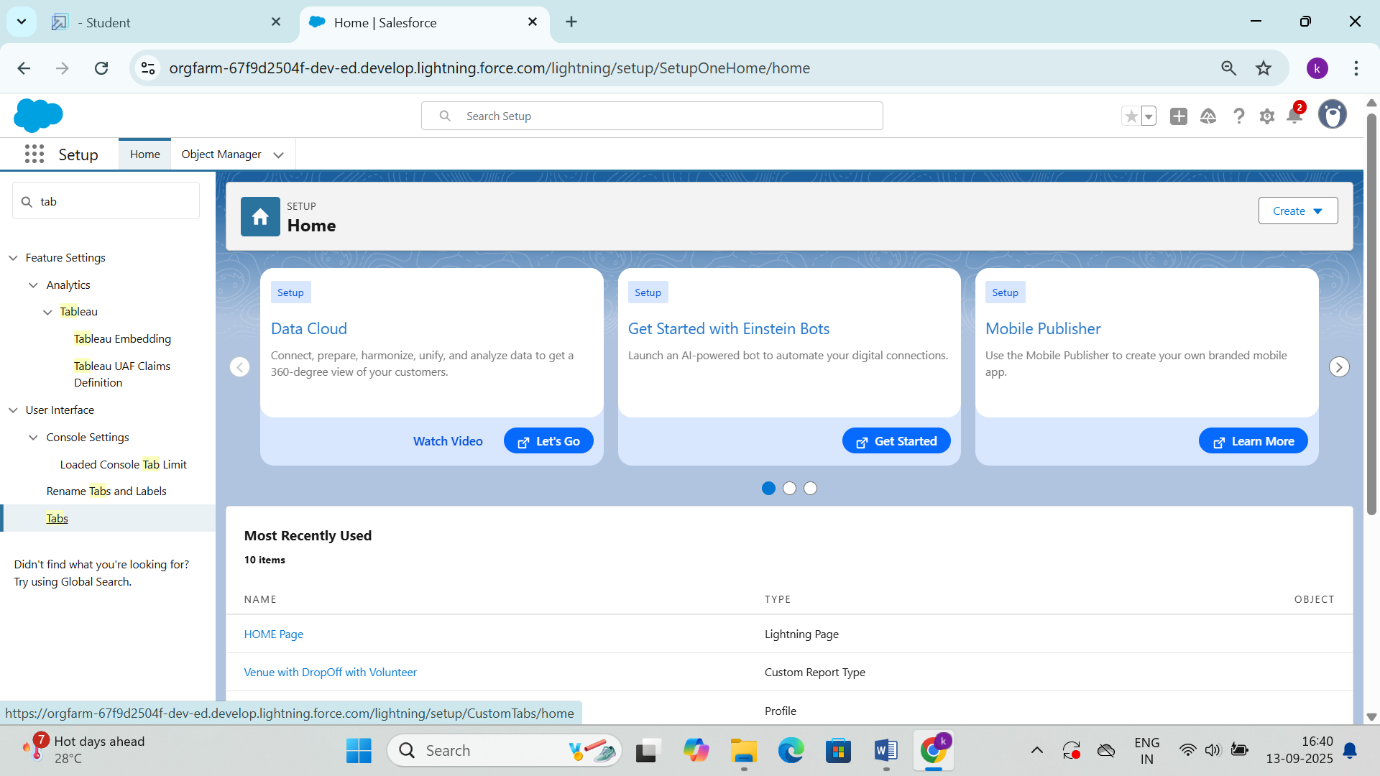 - Student
Home | Salesforce
orgfarm-67f9d2504f-dev-ed.develop.lightning.force.com/lightning/setup/SetupOneHome/home
k
Search Setup
2
Setup
Home
Object Manager
tab
Feature Settings
Analytics
Tableau
Tableau Embedding
Tableau UAF Claims
Definition
User Interface
Console Settings
Loaded Console Tab Limit
Rename Tabs and Labels
Tabs
Didn't find what you're looking for?
Try using Global Search.
SETUP
Home
Create
Setup
Data Cloud
Connect, prepare, harmonize, unify, and analyze data to get a
360-degree view of your customers.
Watch Video
Let's Go
Setup
Get Started with Einstein Bots
Launch an AI-powered bot to automate your digital connections.
Get Started
Setup
Mobile Publisher
Use the Mobile Publisher to create your own branded mobile
app.
Learn More
Most Recently Used
10 items
NAME TYPE OBJECT
HOME Page Lightning Page
Venue with DropOff with Volunteer Custom Report Type
Profile
https://orgfarm-67f9d2504f-dev-ed.develop.lightning.force.com/lightning/setup/CustomTabs/home
7
Hot days ahead
28°C
Search
k
ENG
IN
16:40
13-09-2025